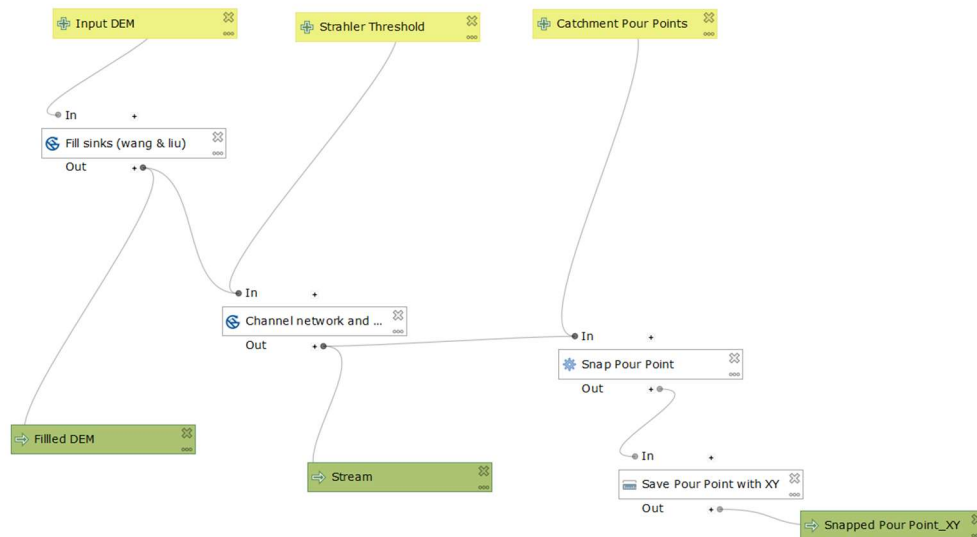 Input DEM
Strahler Threshold
Catchment Pour Points
In
Fill sinks (wang & liu)
Out
In
Channel network and ...
Out
In
Snap Pour Point
Out
Fillled DEM
Stream
In
Save Pour Point with XY
Out
Snapped Pour Point_XY